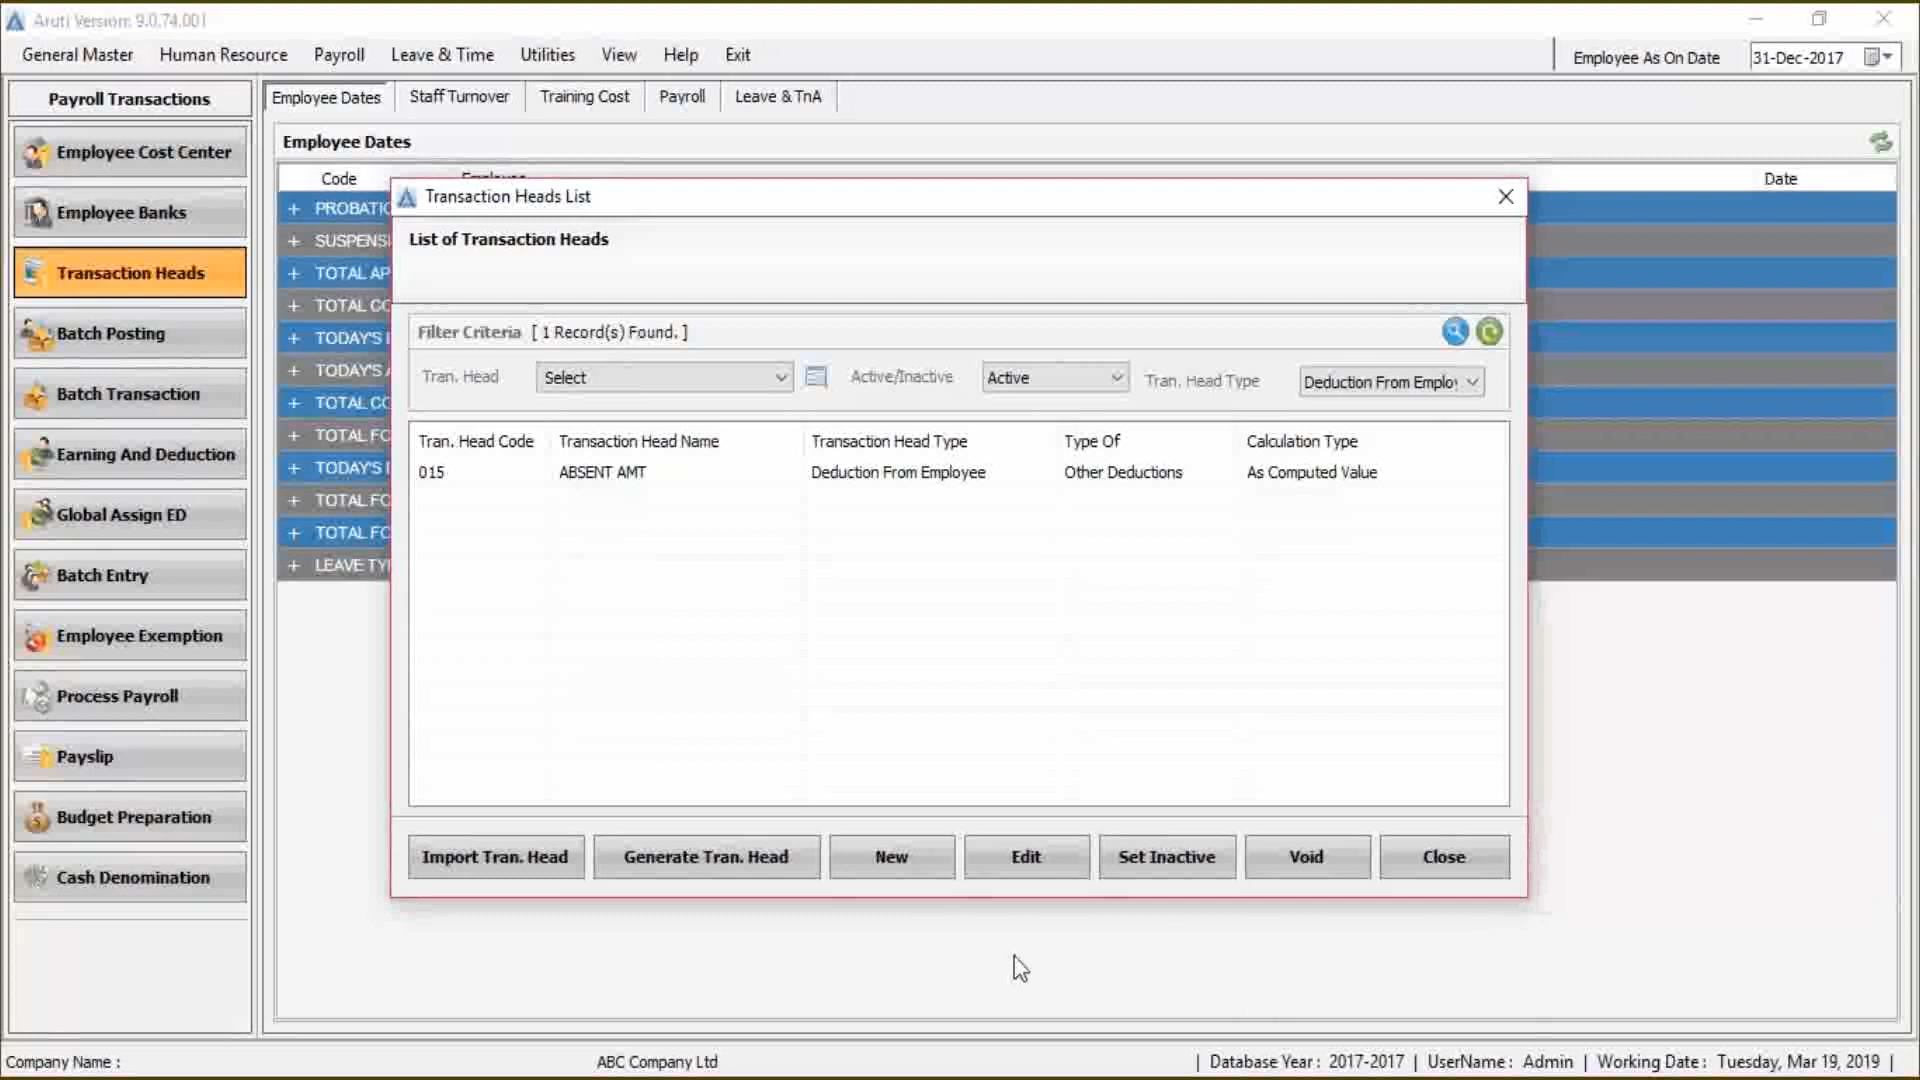 Aruti Version: 9.0.74.001
General Master Human Resource Payroll Leave & Time Utilities View Help Exit
Employee As On Date 31-Dec-2017
Payroll Transactions
Employee Cost Center
Employee Banks
Transaction Heads
Batch Posting
Batch Transaction
Earning And Deduction
Global Assign ED
Batch Entry
Employee Exemption
Process Payroll
Payslip
Budget Preparation
Cash Denomination
Employee Dates Staff Turnover Training Cost Payroll Leave & TnA
Employee Dates
Code Employee Date
+ PROBATIO
+ SUSPENSI
+ TOTAL AP
+ TOTAL CO
+ TODAY'S
+ TODAY'S
+ TOTAL CO
+ TOTAL FO
+ TODAY'S
+ TOTAL FO
+ TOTAL FO
+ LEAVE TY
Transaction Heads List
List of Transaction Heads
Filter Criteria [ 1 Record(s) Found. ]
Tran. Head Select Active/Inactive Active Tran. Head Type Deduction From Emplo
Tran. Head Code Transaction Head Name Transaction Head Type Type Of Calculation Type
015 ABSENT AMT Deduction From Employee Other Deductions As Computed Value
Import Tran. Head Generate Tran. Head New Edit Set Inactive Void Close
Company Name : ABC Company Ltd | Database Year : 2017-2017 | UserName : Admin | Working Date : Tuesday, Mar 19, 2019 |